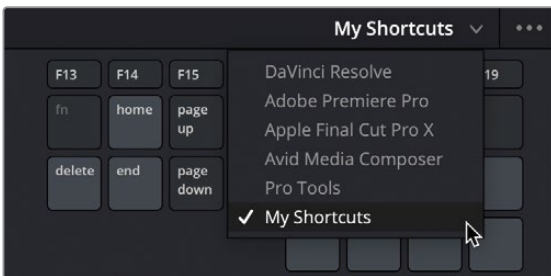 My Shortcuts
F13 F14 F15 19
DaVinci Resolve
fn home page up
Adobe Premiere Pro
Apple Final Cut Pro X
Avid Media Composer
delete end page down
Pro Tools
✓ My Shortcuts